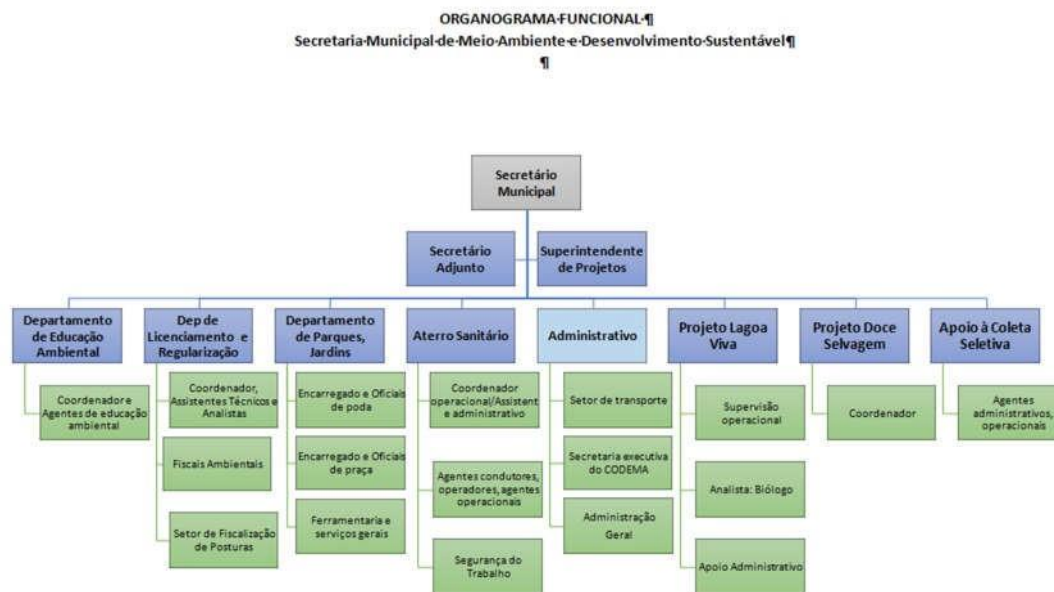 ORGANOGRAMA·FUNCIONAL·¶
Secretaria·Municipal·de·Meio·Ambiente·e·Desenvolvimento·Sustentável¶
¶
Secretário
Municipal
Secretário
Adjunto
Superintendente
de Projetos
Departamento
de Educação
Ambiental
Dep de
Licenciamento e
Regularização
Departamento
de Parques,
Jardins
Aterro Sanitário
Administrativo
Projeto Lagoa
Viva
Projeto Doce
Selvagem
Apoio à Coleta
Seletiva
Coordenador e
Agentes de educação
ambiental
Coordenador,
Assistentes Técnicos e
Analistas
Fiscais Ambientais
Setor de Fiscalização
de Posturas
Encarregado e Oficiais
de poda
Encarregado e Oficiais
de praça
Ferramentaria e
serviços gerais
Coordenador
operacional/Assistent
e administrativo
Agentes condutores,
operadores, agentes
operacionais
Segurança do
Trabalho
Setor de transporte
Secretaria executiva
do CODEMA
Administração
Geral
Supervisão
operacional
Analista: Biólogo
Apoio Administrativo
Coordenador
Agentes
administrativos,
operacionais